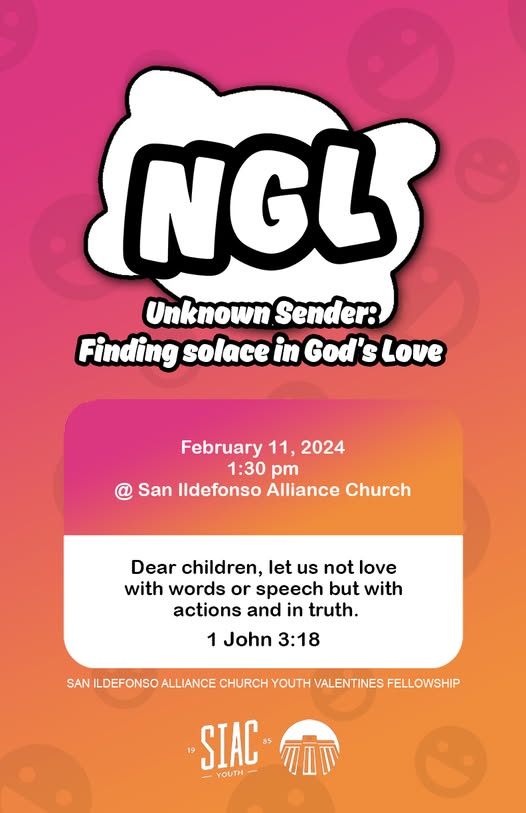 NGL
Unknown Sender:
Finding solace in God's Love
February 11, 2024
1:30 pm
@ San Ildefonso Alliance Church
Dear children, let us not love
with words or speech but with
actions and in truth.
1 John 3:18
SAN ILDEFONSO ALLIANCE CHURCH YOUTH VALENTINES FELLOWSHIP
19 SIAC 85
YOUTH